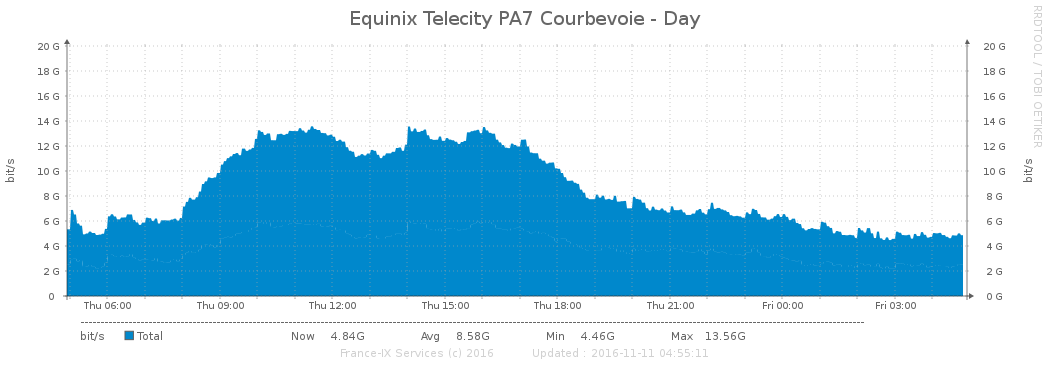 Equinix Telecity PA7 Courbevoie - Day
RRDTOOL / TOBI OETIKER
20 G 20 G
18 G 18 G
16 G 16 G
14 G 14 G
12 G 12 G
10 G 10 G
8 G 8 G
6 G 6 G
4 G 4 G
2 G 2 G
0 0 G
bit/s bit/s
Thu 06:00 Thu 09:00 Thu 12:00 Thu 15:00 Thu 18:00 Thu 21:00 Fri 00:00 Fri 03:00
bit/s Total Now 4.84G Avg 8.58G Min 4.46G Max 13.56G
France-IX Services (c) 2016 Updated : 2016-11-11 04:55:11